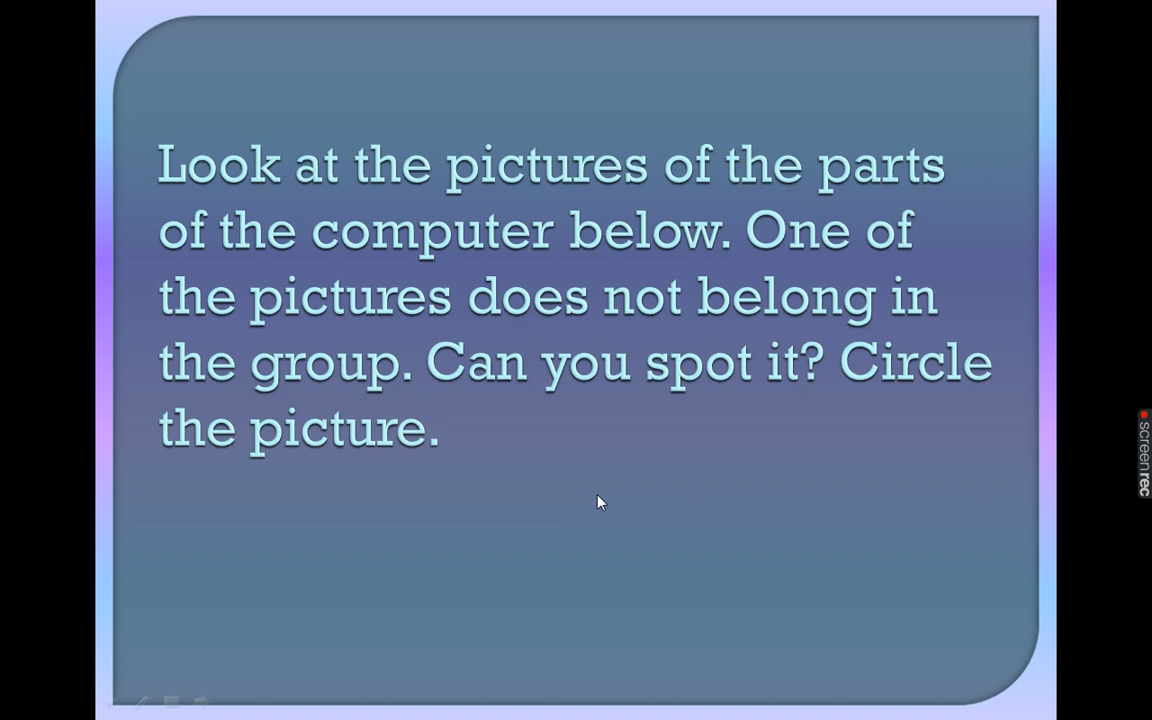 Look at the pictures of the parts
of the computer below. One of
the pictures does not belong in
the group. Can you spot it? Circle
the picture.
screenrec